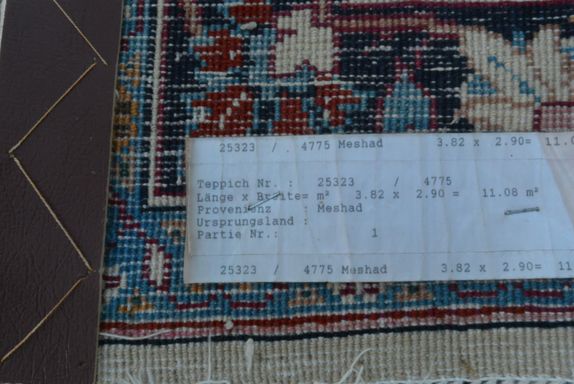 25323 / 4775 Meshad 3.82 x 2.90= 11.0
Teppich Nr. : 25323 / 4775
Länge x Breite= m² 3.82 x 2.90 = 11.08 m²
Provenienz : Meshad
Ursprungsland :
Partie Nr.: 1
25323 / 4775 Meshad 3.82 x 2.90= 11